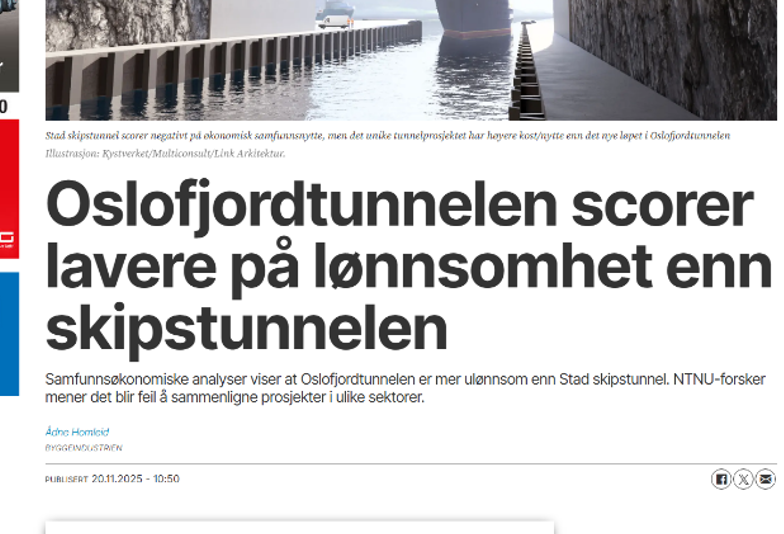 Stad skipstunnel scorer negativt på økonomisk samfunnsnytte, men det unike tunnelprosjektet har høyere kost/nytte enn det nye løpet i Oslofjordtunnelen
Illustrasjon: Kystverket/Multiconsult/Link Arkitektur.
Oslofjordtunnelen scorer
lavere på lønnsomhet enn
skipstunnelen
Samfunnsøkonomiske analyser viser at Oslofjordtunnelen er mer ulønnsom enn Stad skipstunnel. NTNU-forsker
mener det blir feil å sammenligne prosjekter i ulike sektorer.
Ådne Homleid
BYGGEINDUSTRIEN
PUBLISERT 20.11.2025 - 10:50